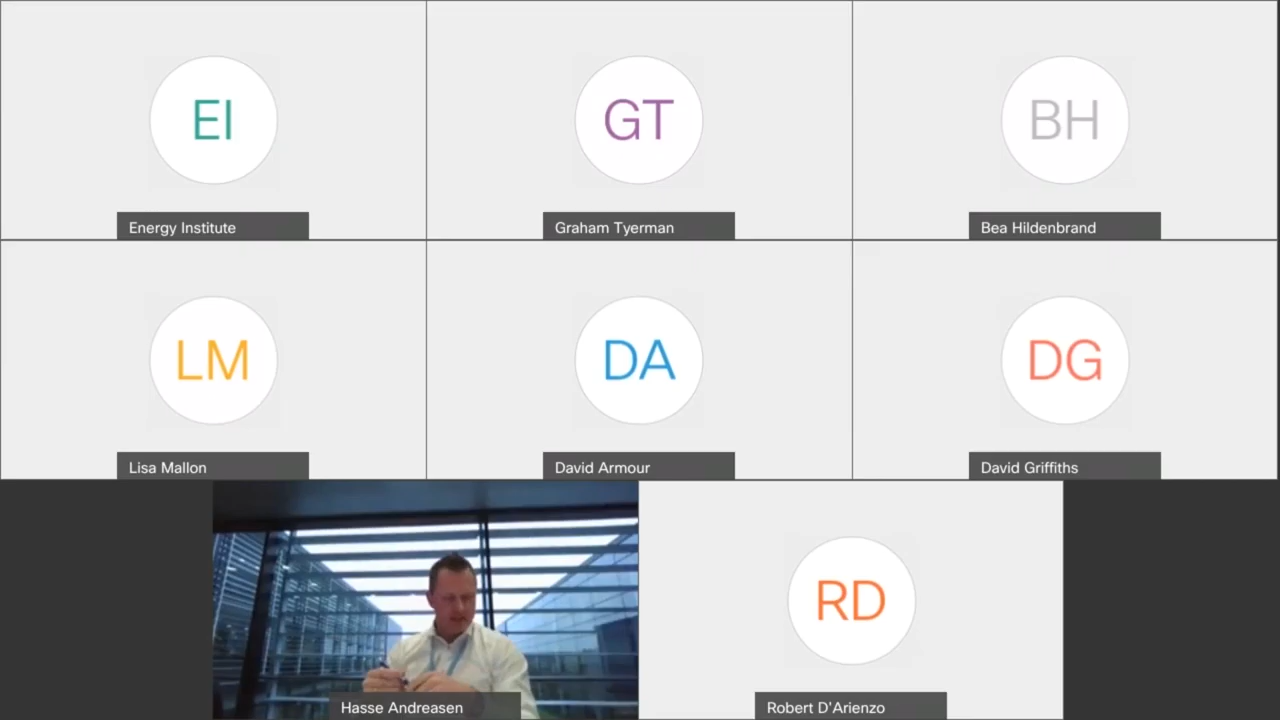 EI
GT
BH
Energy Institute
Graham Tyerman
Bea Hildenbrand
LM
DA
DG
Lisa Mallon
David Armour
David Griffiths
RD
Hasse Andreasen
Robert D'Arienzo